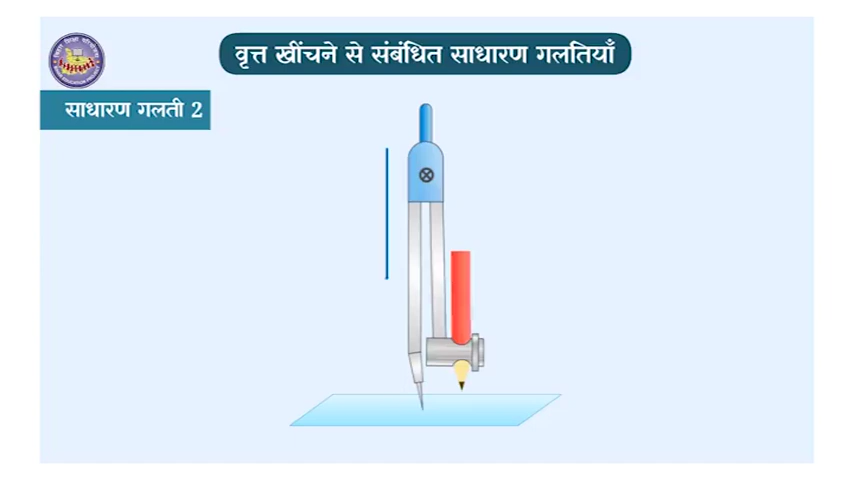 वृत्त खींचने से संबंधित साधारण गलतियाँ
साधारण गलती 2